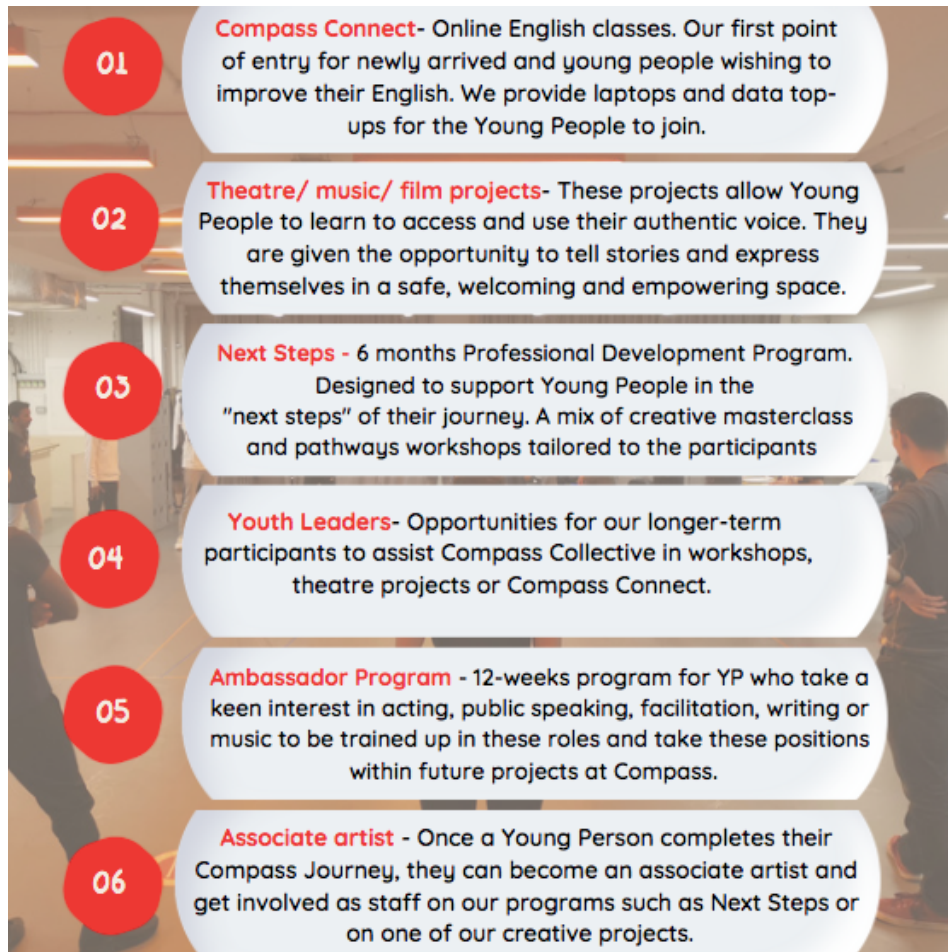 01
Compass Connect- Online English classes. Our first point
of entry for newly arrived and young people wishing to
improve their English. We provide laptops and data top-
ups for the Young People to join.
02
Theatre/ music/ film projects- These projects allow Young
People to learn to access and use their authentic voice. They
are given the opportunity to tell stories and express
themselves in a safe, welcoming and empowering space.
03
Next Steps - 6 months Professional Development Program.
Designed to support Young People in the
"next steps" of their journey. A mix of creative masterclass
and pathways workshops tailored to the participants
04
Youth Leaders- Opportunities for our longer-term
participants to assist Compass Collective in workshops,
theatre projects or Compass Connect.
05
Ambassador Program - 12-weeks program for YP who take a
keen interest in acting, public speaking, facilitation, writing or
music to be trained up in these roles and take these positions
within future projects at Compass.
06
Associate artist - Once a Young Person completes their
Compass Journey, they can become an associate artist and
get involved as staff on our programs such as Next Steps or
on one of our creative projects.